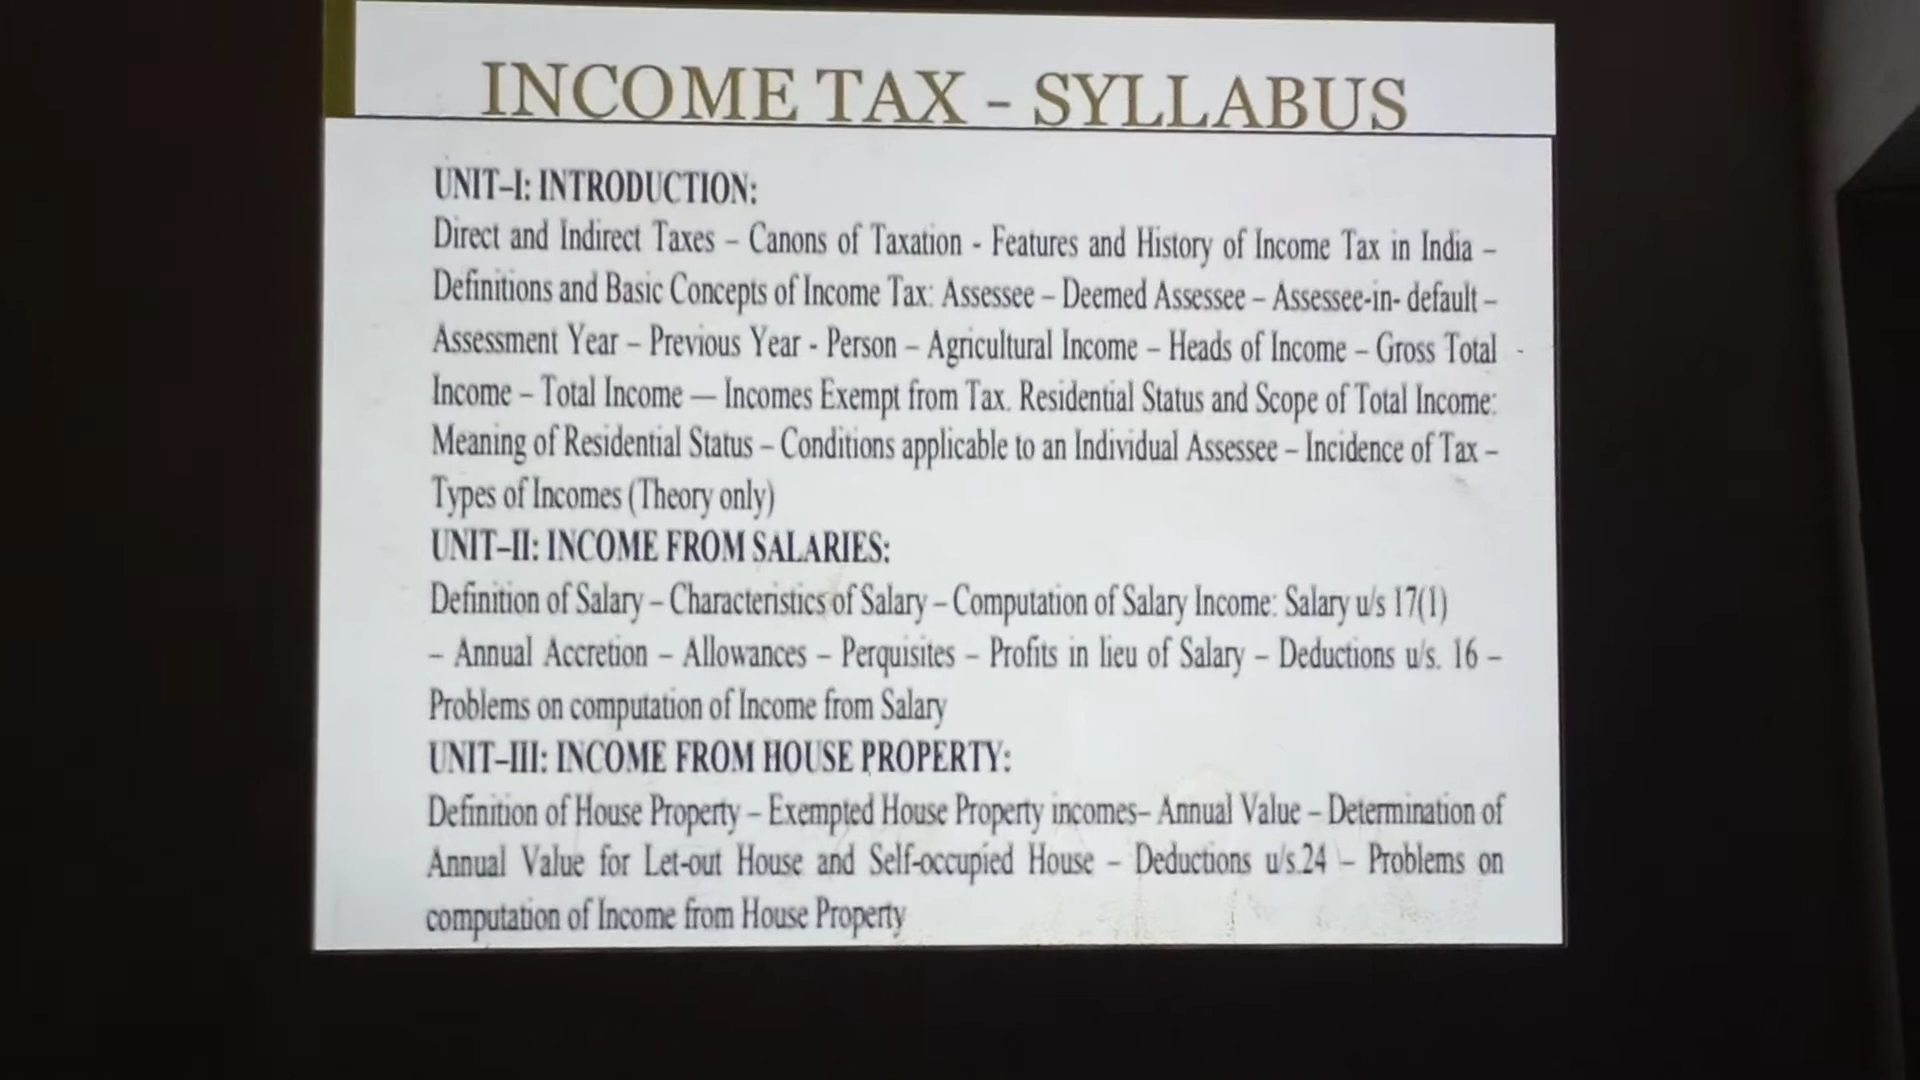 INCOME TAX - SYLLABUS
UNIT–I: INTRODUCTION:
Direct and Indirect Taxes – Canons of Taxation - Features and History of Income Tax in India –
Definitions and Basic Concepts of Income Tax: Assessee – Deemed Assessee – Assessee-in- default –
Assessment Year – Previous Year - Person – Agricultural Income – Heads of Income – Gross Total
Income – Total Income — Incomes Exempt from Tax. Residential Status and Scope of Total Income:
Meaning of Residential Status – Conditions applicable to an Individual Assessee – Incidence of Tax –
Types of Incomes (Theory only)
UNIT–II: INCOME FROM SALARIES:
Definition of Salary – Characteristics of Salary – Computation of Salary Income: Salary u/s 17(1)
– Annual Accretion – Allowances – Perquisites – Profits in lieu of Salary – Deductions u/s. 16 –
Problems on computation of Income from Salary
UNIT–III: INCOME FROM HOUSE PROPERTY:
Definition of House Property – Exempted House Property incomes– Annual Value – Determination of
Annual Value for Let-out House and Self-occupied House – Deductions u/s.24 – Problems on
computation of Income from House Property